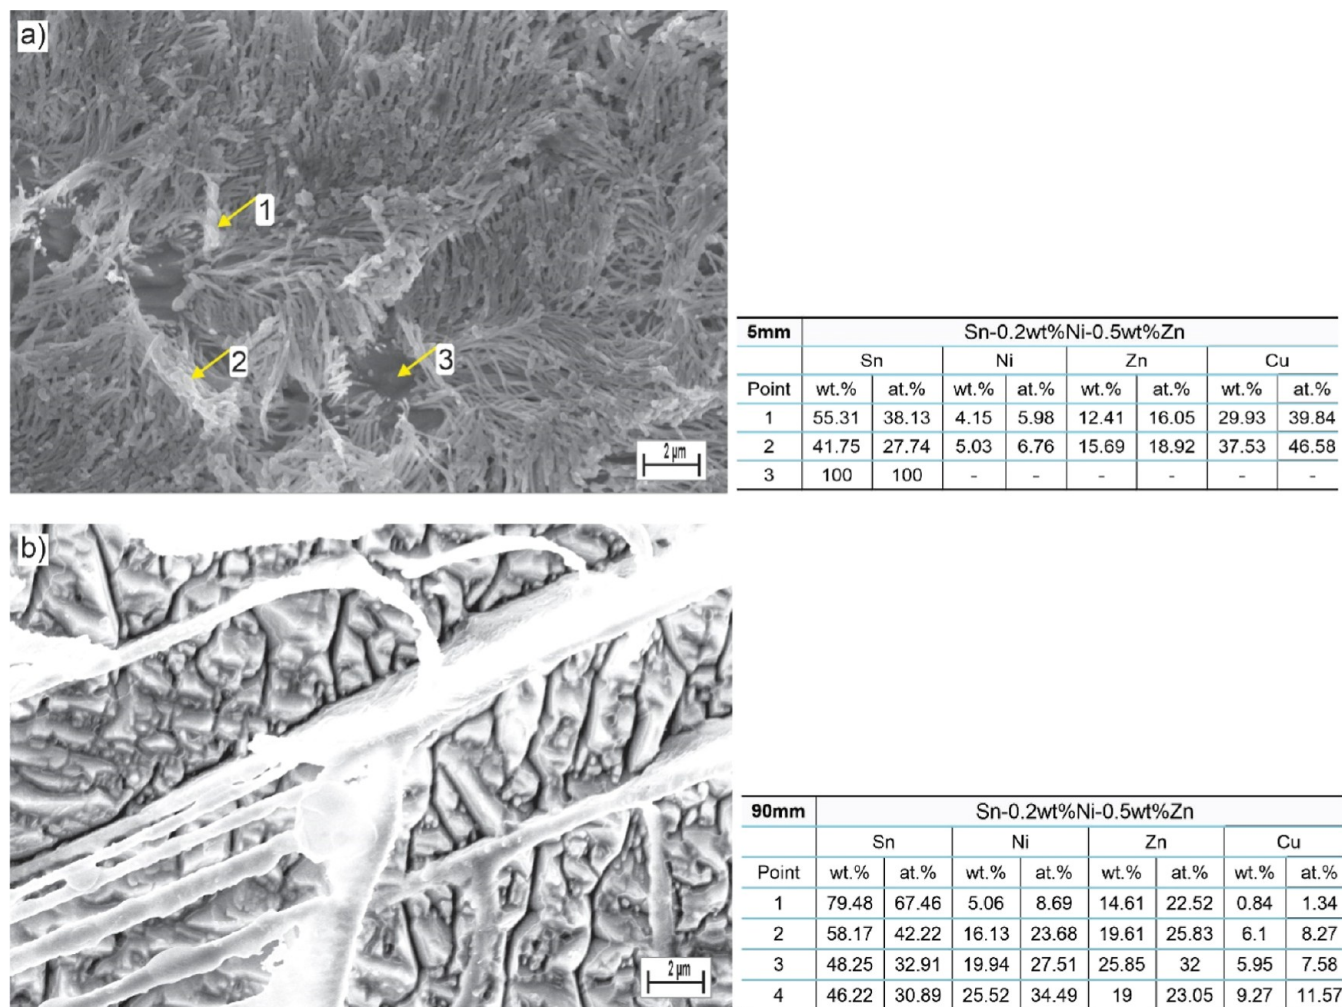 a)
1
2
3
2 µm
5mm Sn-0.2wt%Ni-0.5wt%Zn
Sn Ni Zn Cu
Point wt.% at.% wt.% at.% wt.% at.% wt.% at.%
1 55.31 38.13 4.15 5.98 12.41 16.05 29.93 39.84
2 41.75 27.74 5.03 6.76 15.69 18.92 37.53 46.58
3 100 100 - - - - - -
b)
2 µm
90mm Sn-0.2wt%Ni-0.5wt%Zn
Sn Ni Zn Cu
Point wt.% at.% wt.% at.% wt.% at.% wt.% at.%
1 79.48 67.46 5.06 8.69 14.61 22.52 0.84 1.34
2 58.17 42.22 16.13 23.68 19.61 25.83 6.1 8.27
3 48.25 32.91 19.94 27.51 25.85 32 5.95 7.58
4 46.22 30.89 25.52 34.49 19 23.05 9.27 11.57